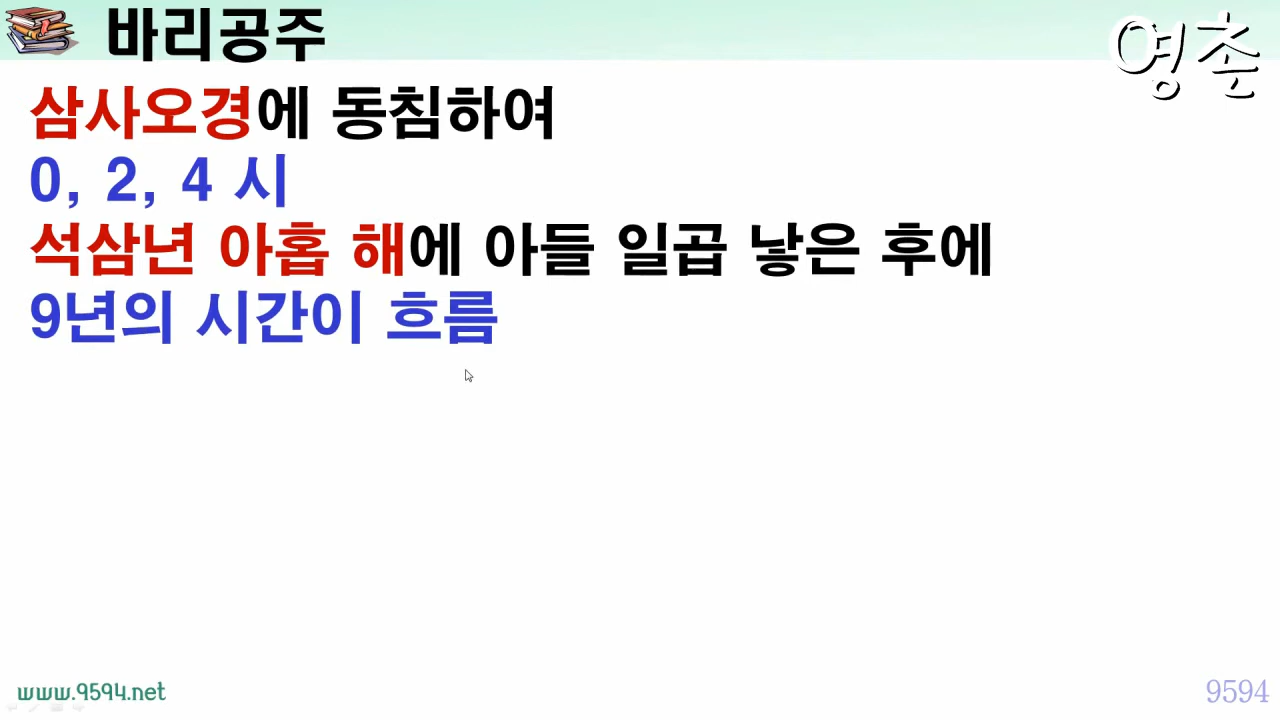 바리공주
영촌
삼사오경에 동침하여
0, 2, 4 시
석삼년 아홉 해에 아들 일곱 낳은 후에
9년의 시간이 흐름
www.9594.net
9594